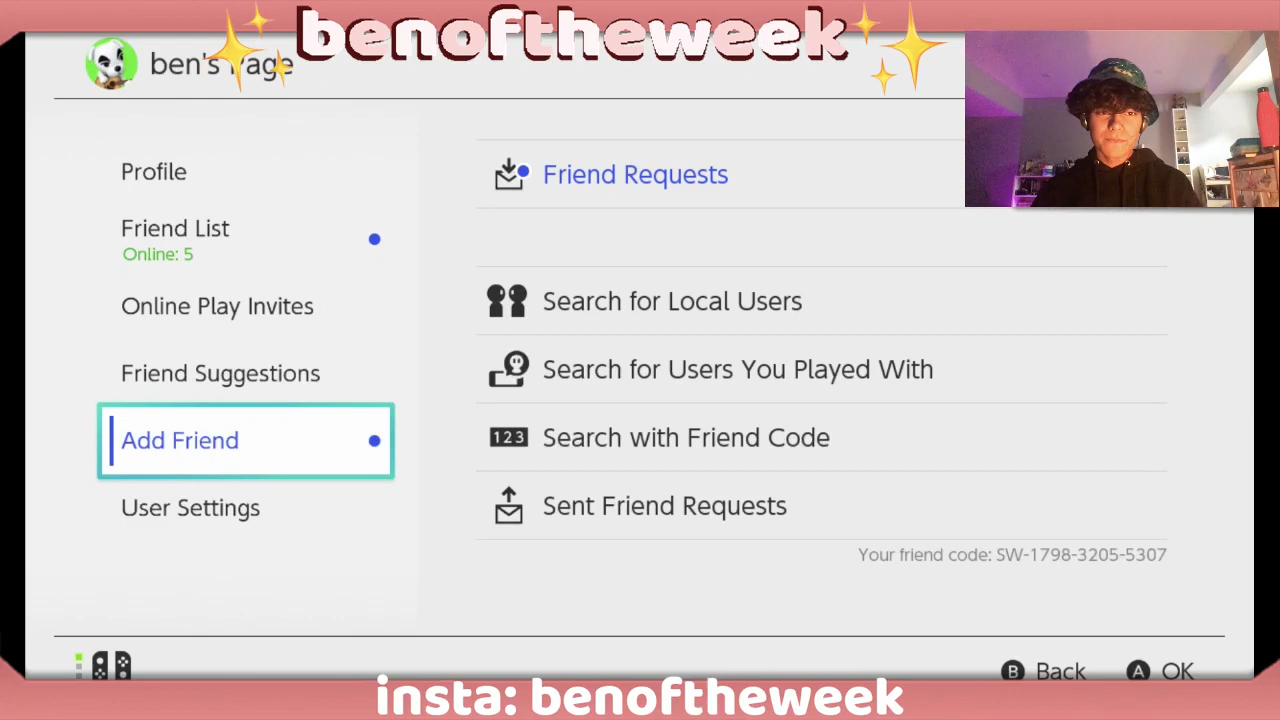 benoftheweek
ben's Page
Profile
Friend List
Online: 5
Online Play Invites
Friend Suggestions
Add Friend
User Settings
Friend Requests
Search for Local Users
Search for Users You Played With
123 Search with Friend Code
Sent Friend Requests
Your friend code: SW-1798-3205-5307
B Back A OK
insta: benoftheweek